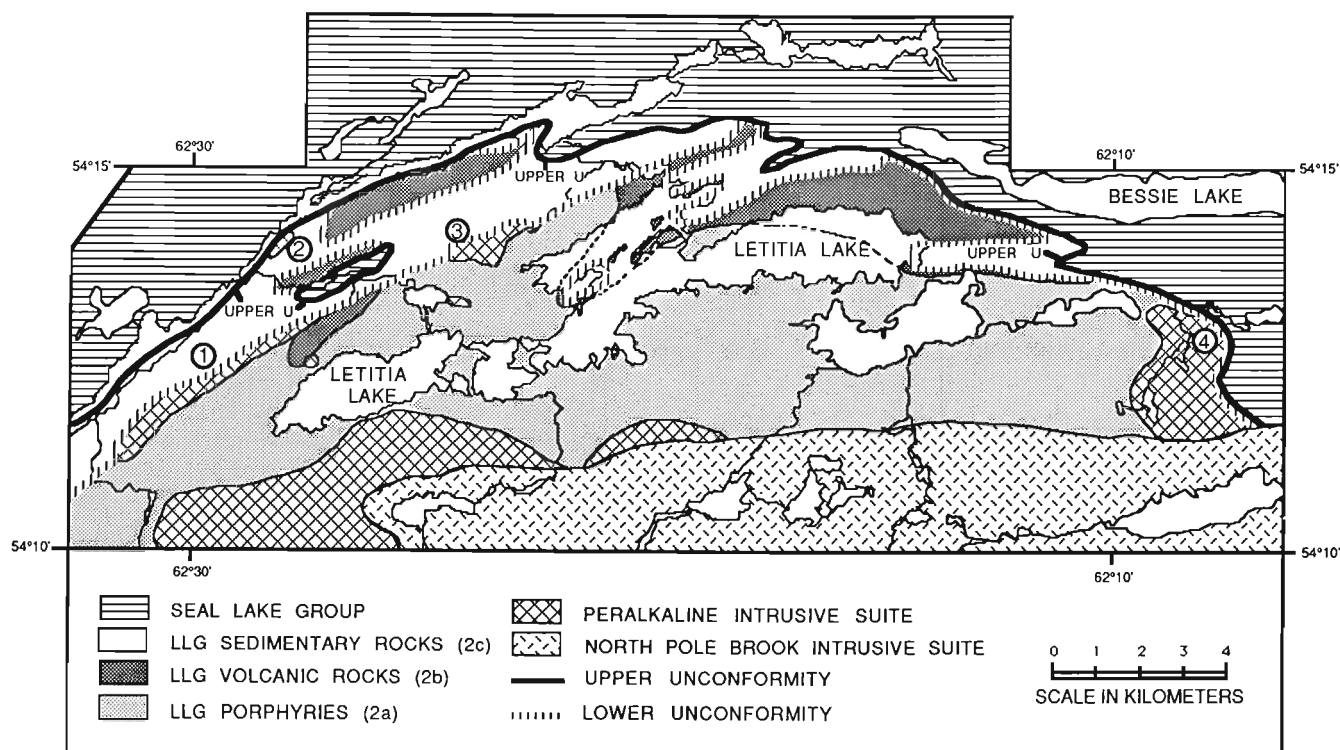 62°30'
54°15'
62°10'
54°15'
UPPER U
BESSIE LAKE
3
2
LETITIA LAKE
UPPER U
UPPER U
1
4
LETITIA
LAKE
54°10'
54°10'
62°30'
62°10'
SEAL LAKE GROUP
LLG SEDIMENTARY ROCKS (2c)
LLG VOLCANIC ROCKS (2b)
LLG PORPHYRIES (2a)
PERALKALINE INTRUSIVE SUITE
NORTH POLE BROOK INTRUSIVE SUITE
UPPER UNCONFORMITY
LOWER UNCONFORMITY
0 1 2 3 4
SCALE IN KILOMETERS